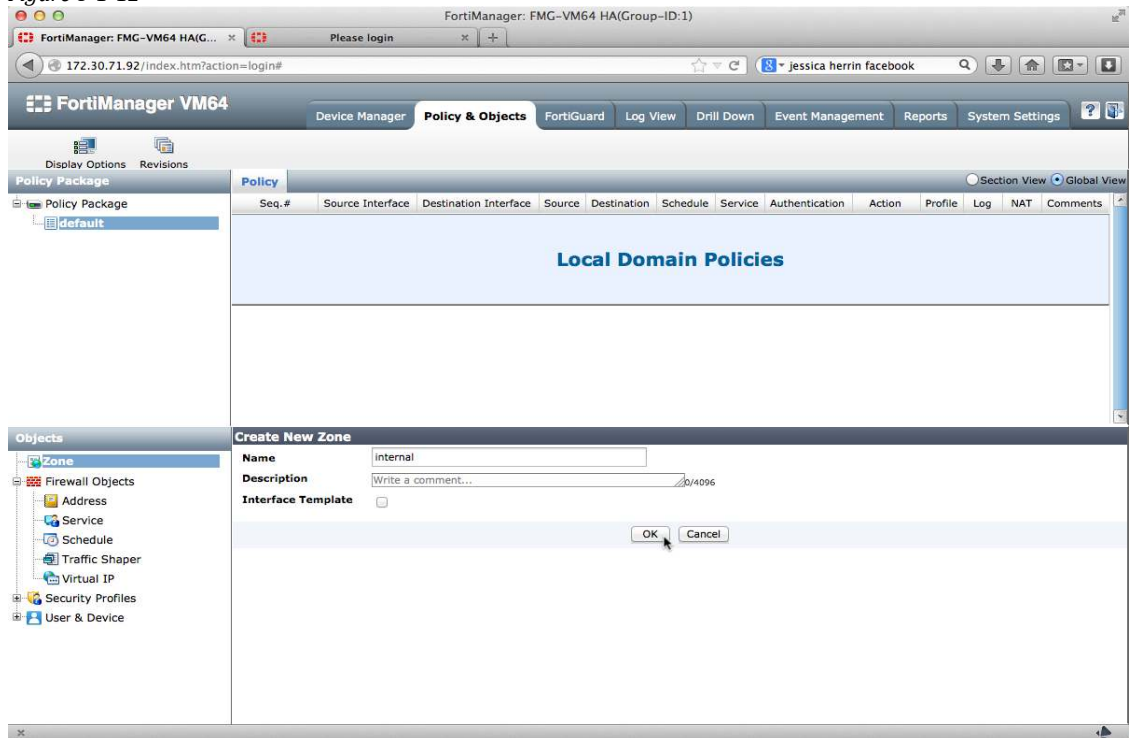 FortiManager: FMG-VM64 HA(Group-ID:1)
FortiManager: FMG-VM64 HA(G... × Please login × +
172.30.71.92/index.htm?action=login# jessica herrin facebook
FortiManager VM64
Device Manager Policy & Objects FortiGuard Log View Drill Down Event Management Reports System Settings ?
Display Options Revisions
Policy Package Policy Section View Global View
Policy Package
default
Seq.# Source Interface Destination Interface Source Destination Schedule Service Authentication Action Profile Log NAT Comments
Local Domain Policies
Objects
Zone
Firewall Objects
Address
Service
Schedule
Traffic Shaper
Virtual IP
Security Profiles
User & Device
Create New Zone
Name internal
Description Write a comment... 0/4096
Interface Template
OK Cancel